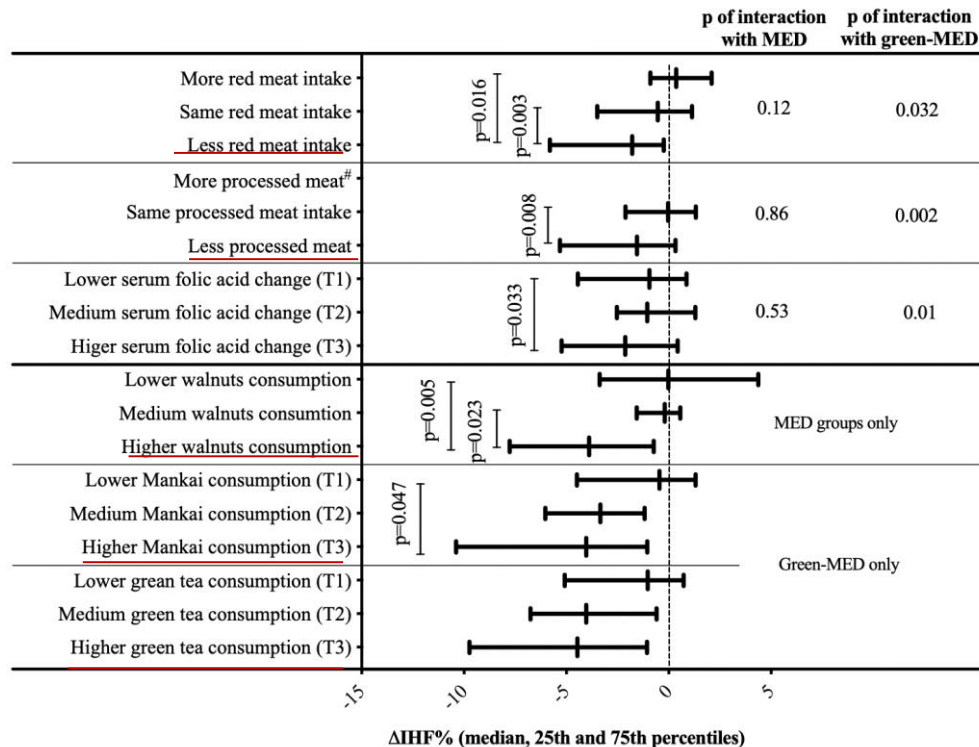 p of interaction with MED
p of interaction with green-MED
More red meat intake
Same red meat intake
Less red meat intake
p=0.016
p=0.003
0.12
0.032
More processed meat#
Same processed meat intake
Less processed meat
p=0.008
0.86
0.002
Lower serum folic acid change (T1)
Medium serum folic acid change (T2)
Higer serum folic acid change (T3)
p=0.033
0.53
0.01
Lower walnuts consumption
Medium walnuts consumtion
Higher walnuts consumption
p=0.005
p=0.023
MED groups only
Lower Mankai consumption (T1)
Medium Mankai consumption (T2)
Higher Mankai consumption (T3)
p=0.047
Green-MED only
Lower grean tea consumption (T1)
Medium green tea consumption (T2)
Higher green tea consumption (T3)
-15
-10
-5
0
5
ΔIHF% (median, 25th and 75th percentiles)